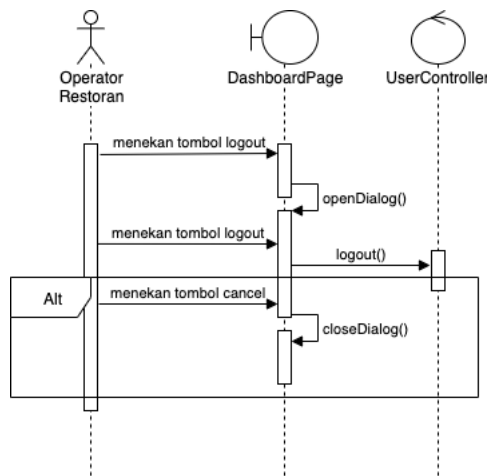 Operator
Restoran
DashboardPage
UserController
menekan tombol logout
openDialog()
menekan tombol logout
logout()
Alt
menekan tombol cancel
closeDialog()